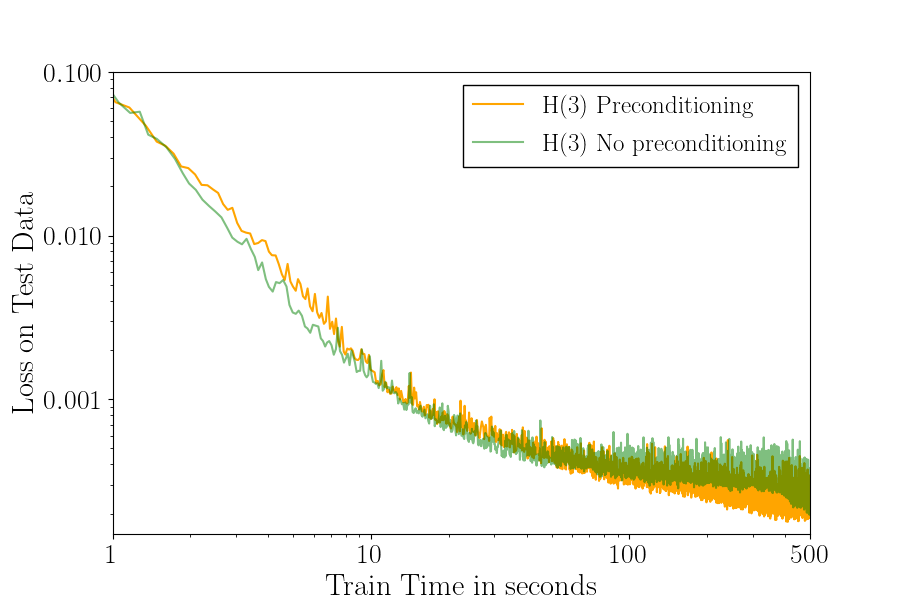 0.100
0.010
0.001
Loss on Test Data
H(3) Preconditioning
H(3) No preconditioning
1
10
100
500
Train Time in seconds